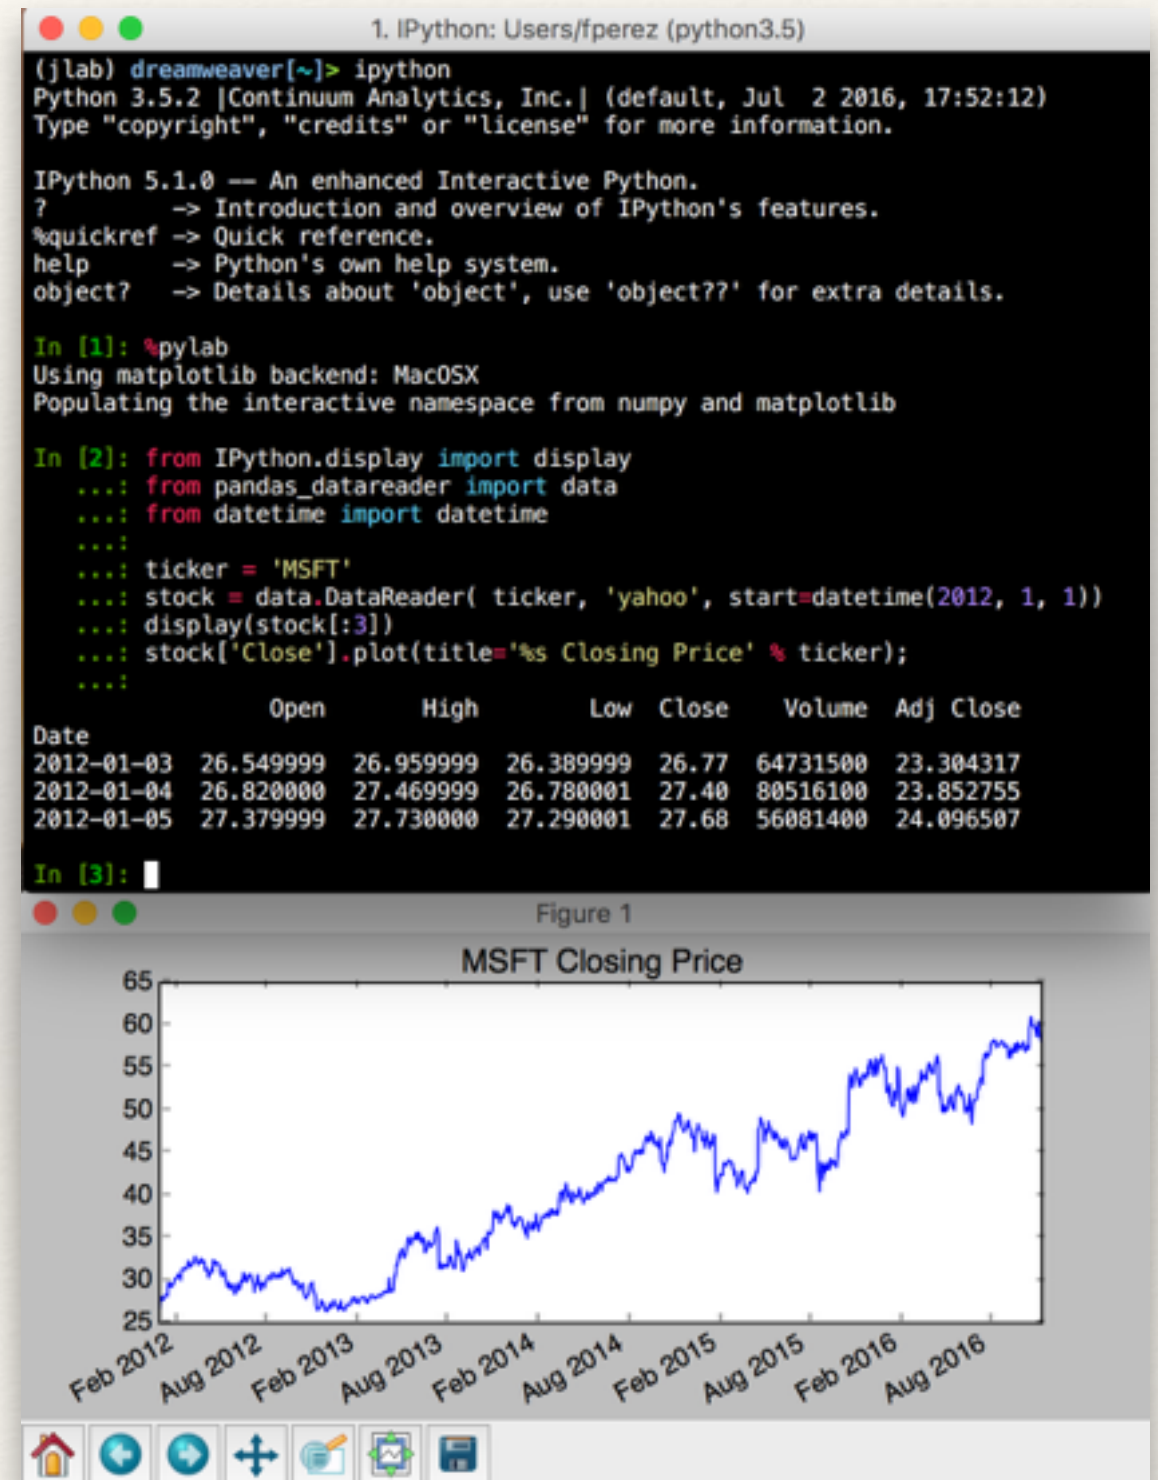 1. IPython: Users/fperez (python3.5)
(jlab) dreamweaver[~]> ipython
Python 3.5.2 |Continuum Analytics, Inc.| (default, Jul  2 2016, 17:52:12)
Type "copyright", "credits" or "license" for more information.
IPython 5.1.0 -- An enhanced Interactive Python.
?         -> Introduction and overview of IPython's features.
%quickref -> Quick reference.
help      -> Python's own help system.
object?   -> Details about 'object', use 'object??' for extra details.
In [1]: %pylab
Using matplotlib backend: MacOSX
Populating the interactive namespace from numpy and matplotlib
In [2]: from IPython.display import display
   ...: from pandas_datareader import data
   ...: from datetime import datetime
   ...:
   ...: ticker = 'MSFT'
   ...: stock = data.DataReader( ticker, 'yahoo', start=datetime(2012, 1, 1))
   ...: display(stock[:3])
   ...: stock['Close'].plot(title='%s Closing Price' % ticker);
   ...:
                 Open       High        Low  Close    Volume  Adj Close
Date
2012-01-03  26.549999  26.959999  26.389999  26.77  64731500  23.304317
2012-01-04  26.820000  27.469999  26.780001  27.40  80516100  23.852755
2012-01-05  27.379999  27.730000  27.290001  27.68  56081400  24.096507
In [3]:
Figure 1
MSFT Closing Price
65
60
55
50
45
40
35
30
25
Feb 2012 Aug 2012 Feb 2013 Aug 2013 Feb 2014 Aug 2014 Feb 2015 Aug 2015 Feb 2016 Aug 2016